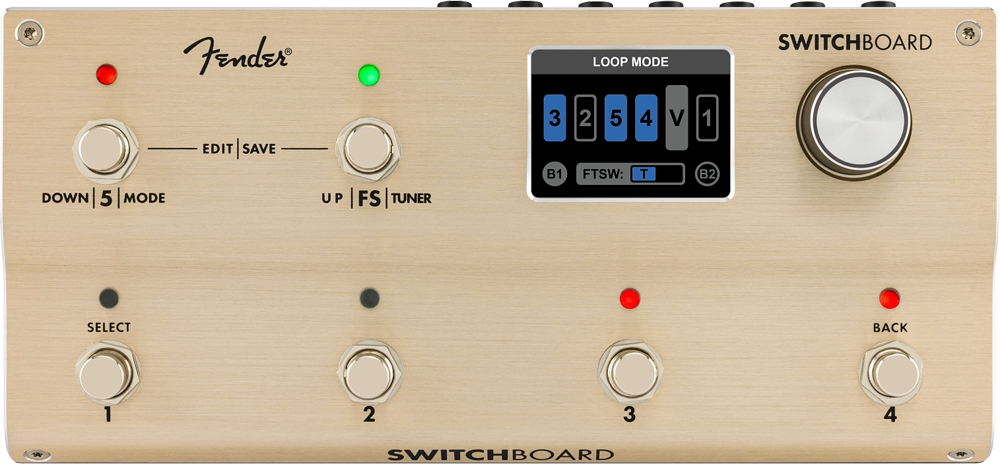 Fender®
SWITCHBOARD
LOOP MODE
3 2 5 4 V 1
B1 FTSW: T B2
EDIT|SAVE
DOWN|5|MODE
UP|FS|TUNER
SELECT
BACK
1
2
3
4
SWITCHBOARD